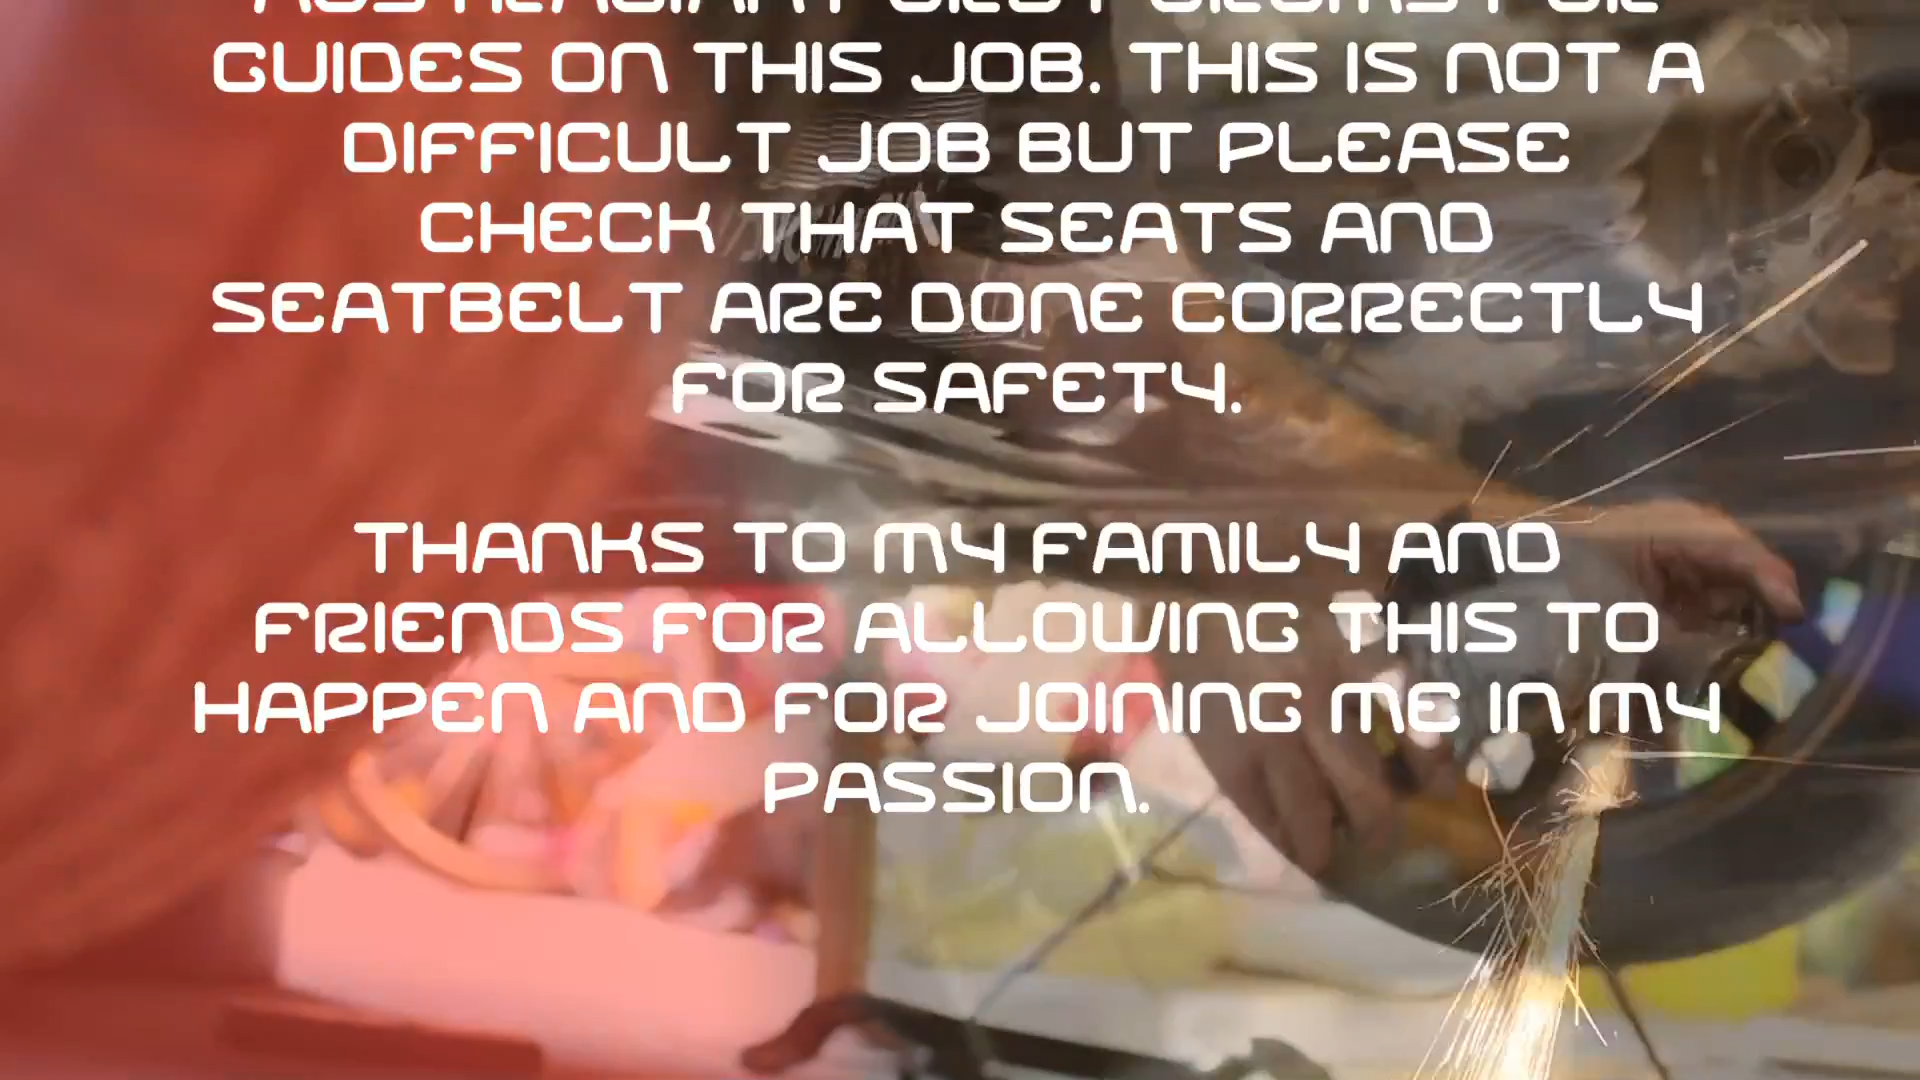 GUIDES ON THIS JOB. THIS IS NOT A
DIFFICULT JOB BUT PLEASE
CHECK THAT SEATS AND
SEATBELT ARE DONE CORRECTLY
FOR SAFETY.
THANKS TO MY FAMILY AND
FRIENDS FOR ALLOWING THIS TO
HAPPEN AND FOR JOINING ME IN MY
PASSION.